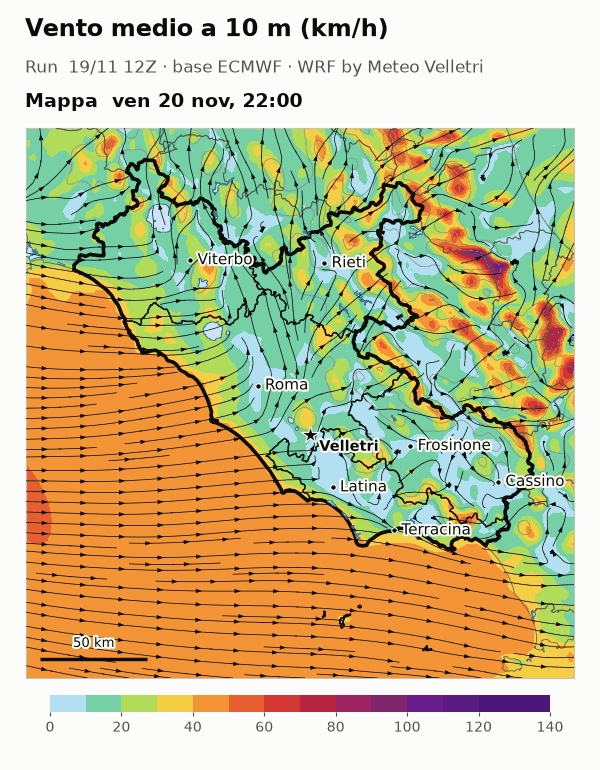 Vento medio a 10 m (km/h)
Run  19/11 12Z · base ECMWF · WRF by Meteo Velletri
Mappa  ven 20 nov, 22:00
Viterbo
Rieti
Roma
Velletri
Frosinone
Latina
Cassino
Terracina
50 km
0 20 40 60 80 100 120 140